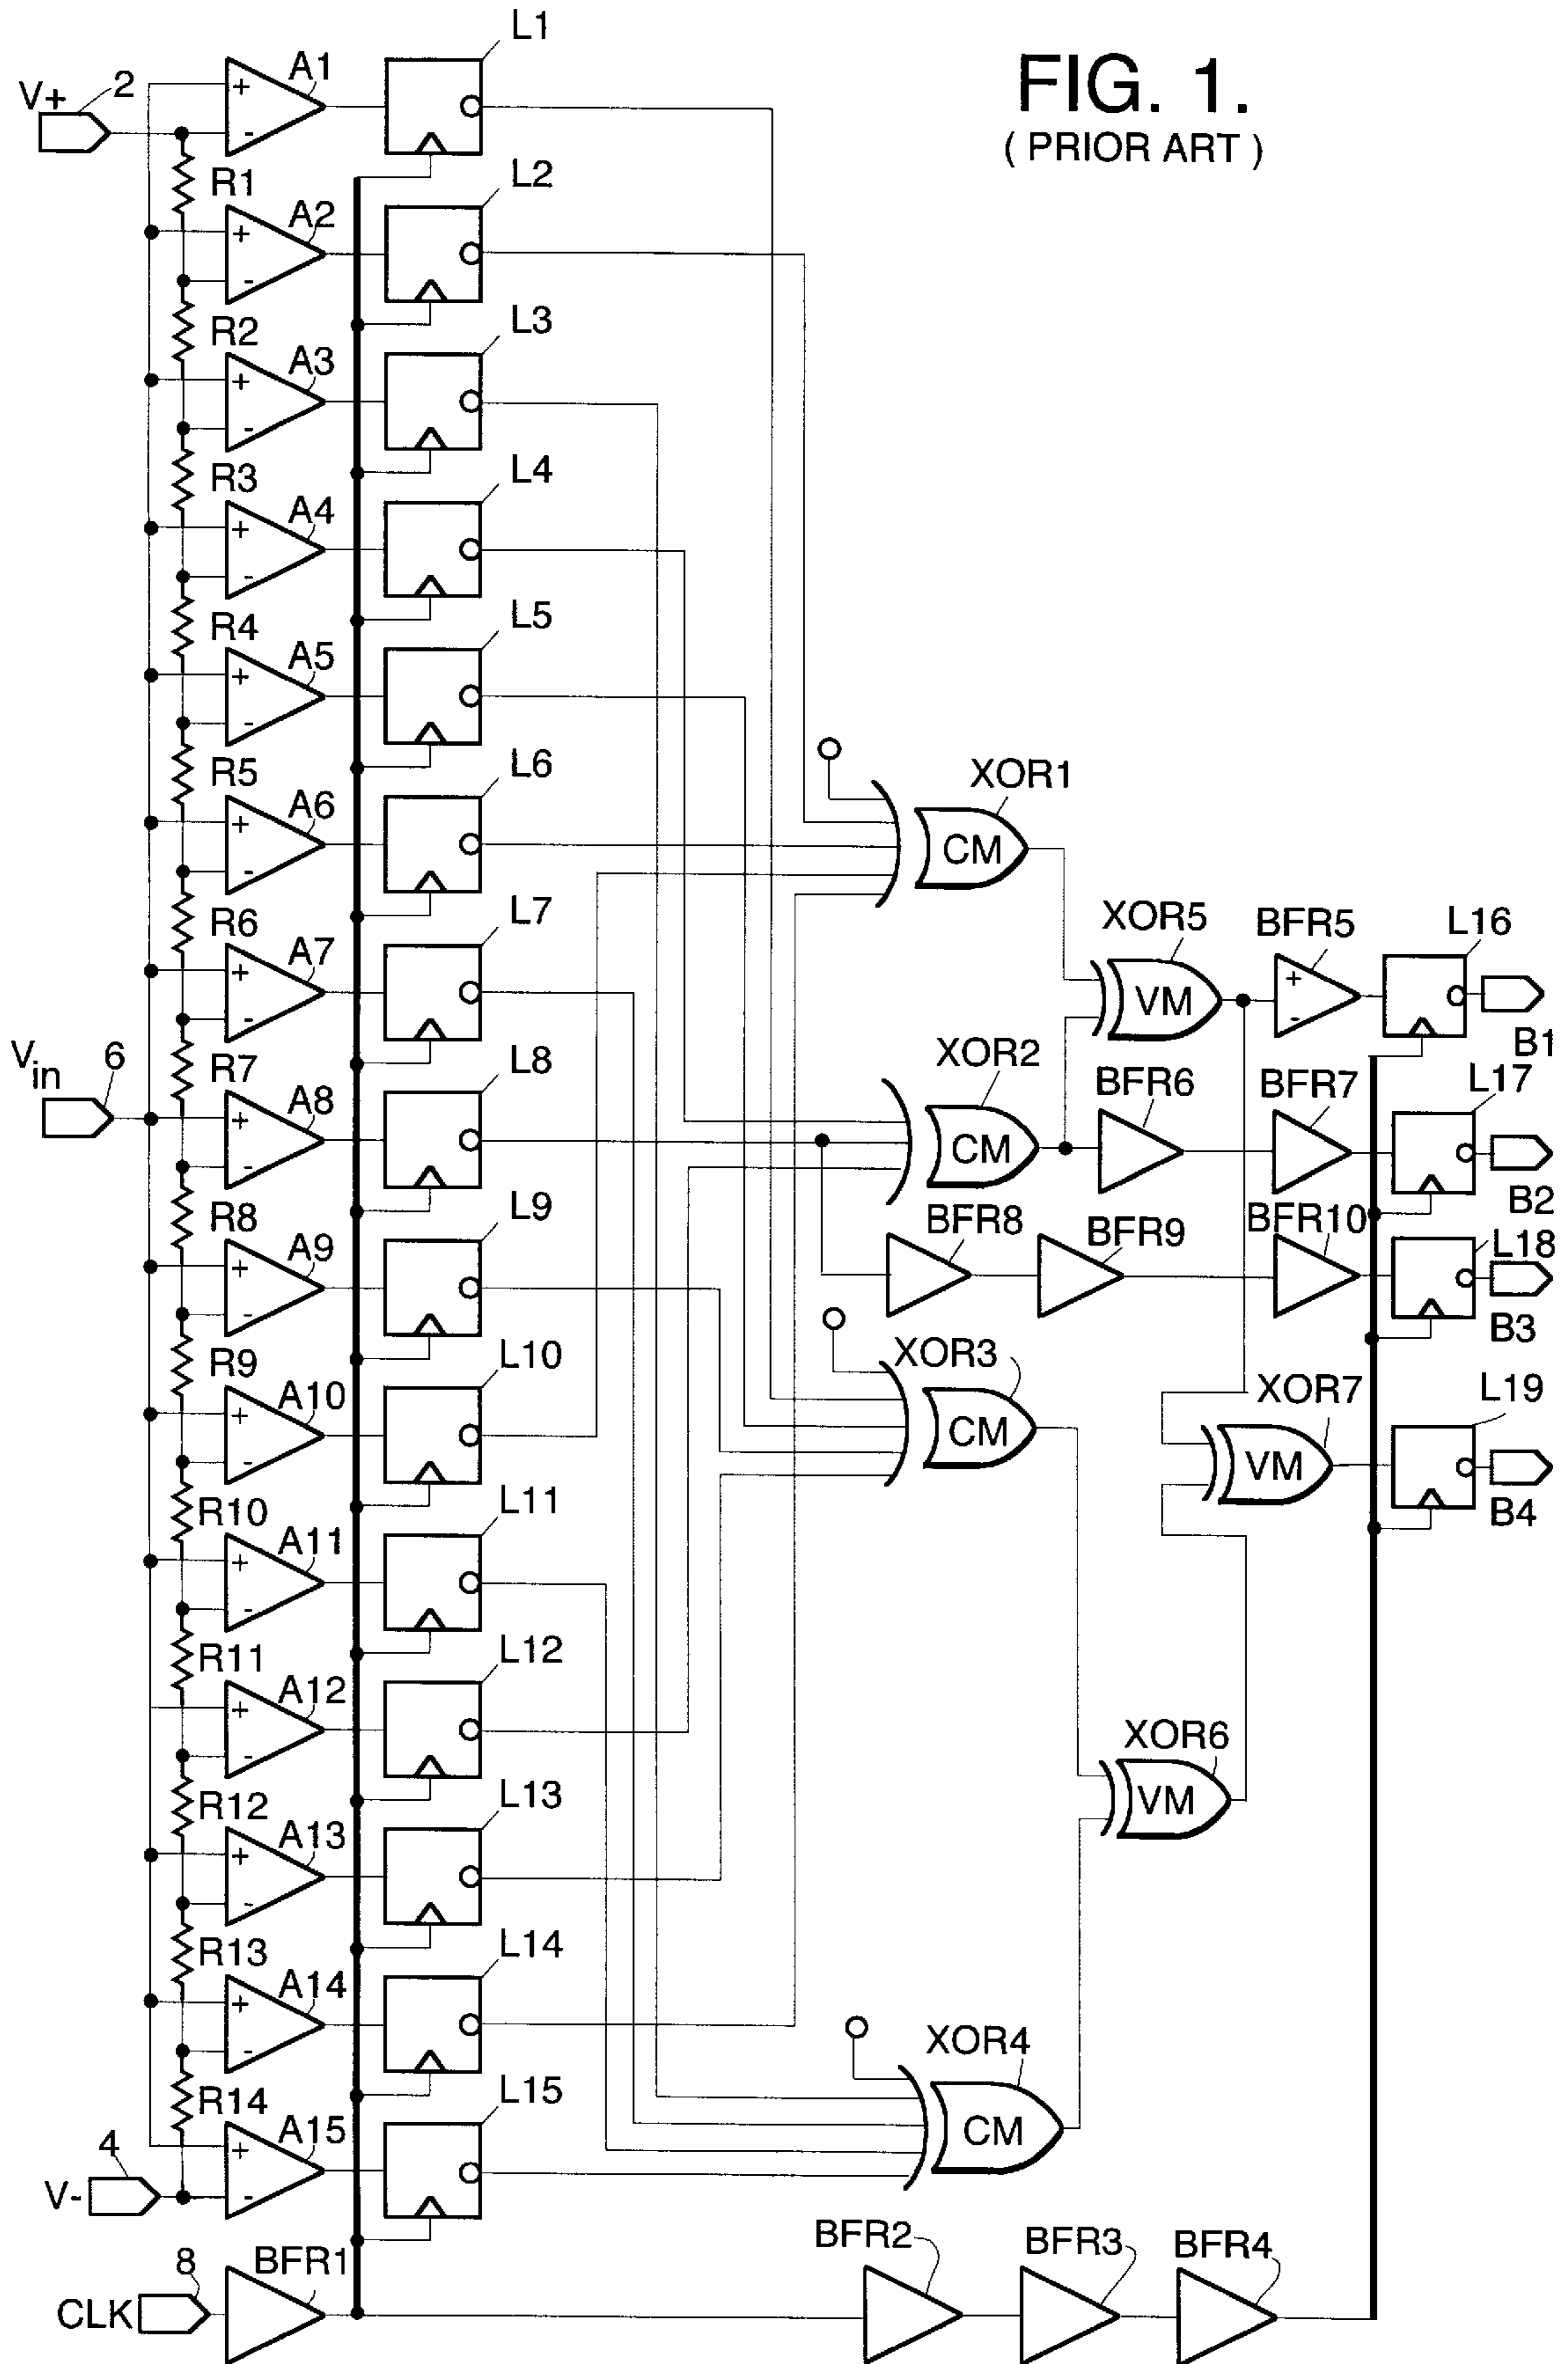 FIG. 1.
( PRIOR ART )
V+
2
A1
L1
R1
A2
L2
R2
A3
L3
R3
A4
L4
R4
A5
L5
R5
A6
L6
R6
A7
L7
Vin
6
R7
A8
L8
R8
A9
L9
R9
A10
L10
R10
A11
L11
R11
A12
L12
R12
A13
L13
R13
A14
L14
R14
A15
L15
V-
4
CLK
8
BFR1
BFR2
BFR3
BFR4
XOR1
CM
XOR5
VM
BFR5
L16
B1
XOR2
CM
BFR6
BFR7
L17
B2
BFR8
BFR9
BFR10
L18
B3
XOR3
CM
XOR7
VM
L19
B4
XOR6
VM
XOR4
CM
+
-
+
-
+
-
+
-
+
-
+
-
+
-
+
-
+
-
+
-
+
-
+
-
+
-
+
-
+
-
+
-